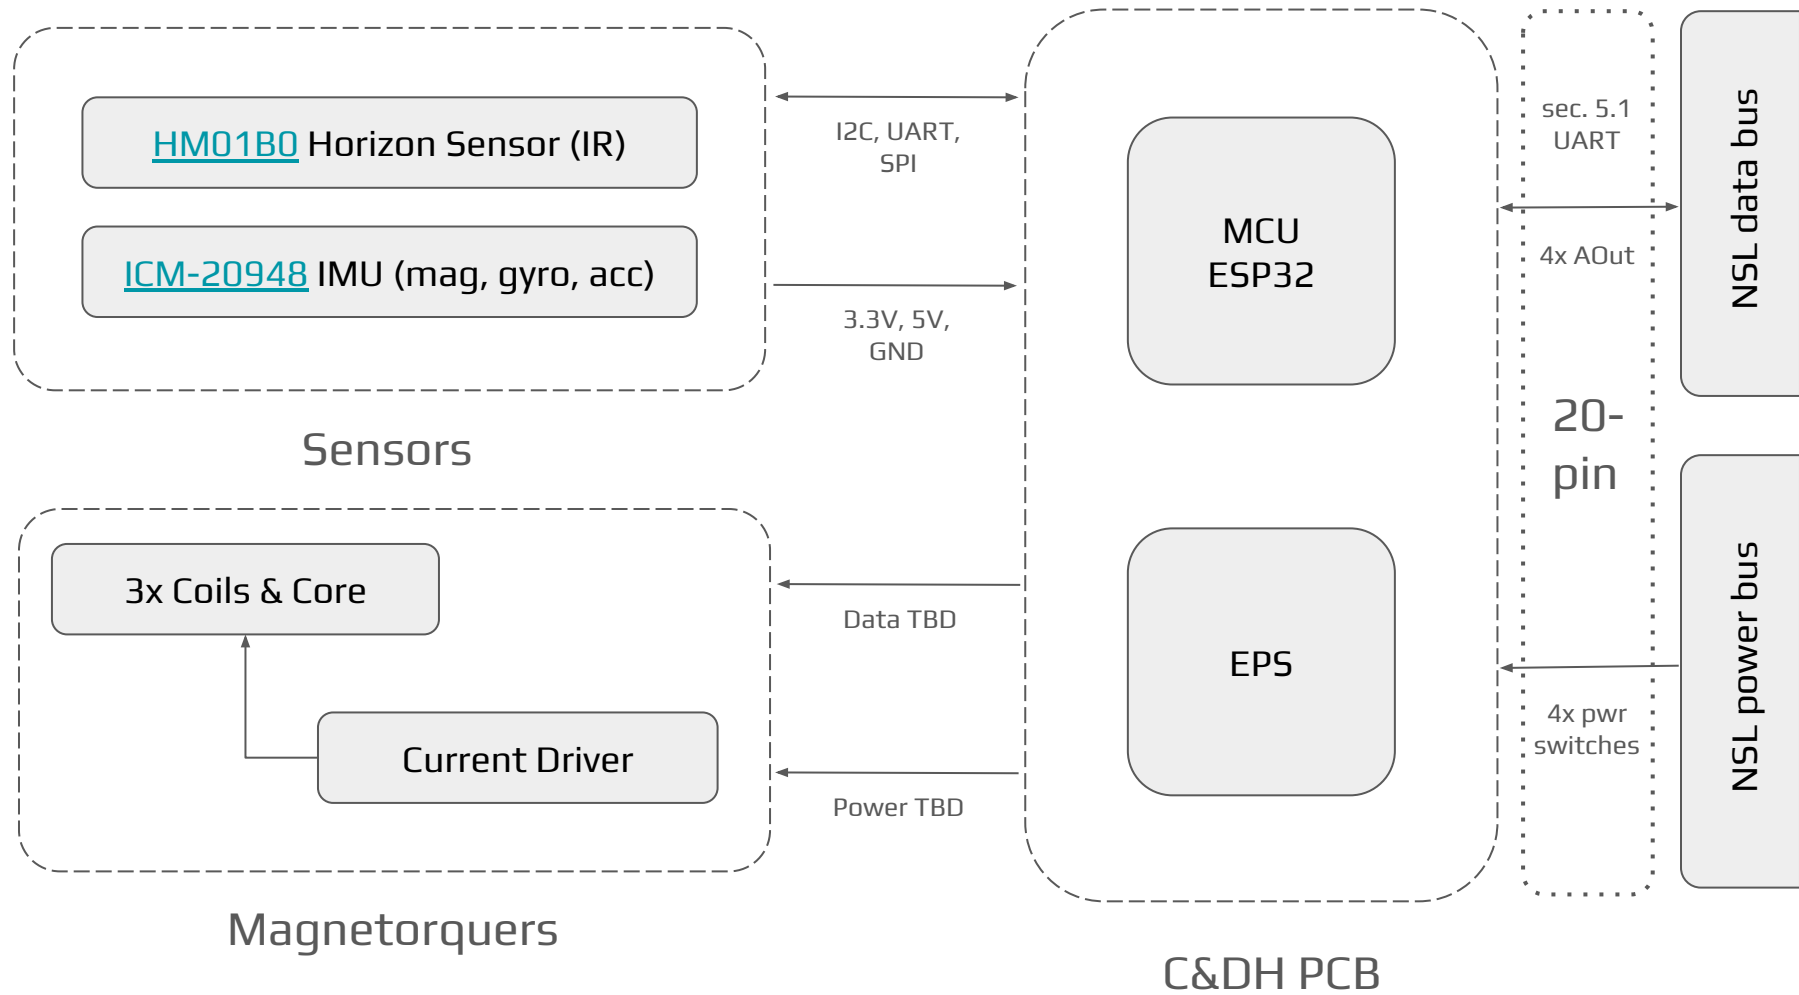 HM01B0 Horizon Sensor (IR)
ICM-20948 IMU (mag, gyro, acc)
Sensors
I2C, UART,
SPI
3.3V, 5V,
GND
3x Coils & Core
Current Driver
Magnetorquers
Data TBD
Power TBD
MCU
ESP32
EPS
C&DH PCB
sec. 5.1
UART
4x AOut
20-
pin
4x pwr
switches
NSL data bus
NSL power bus